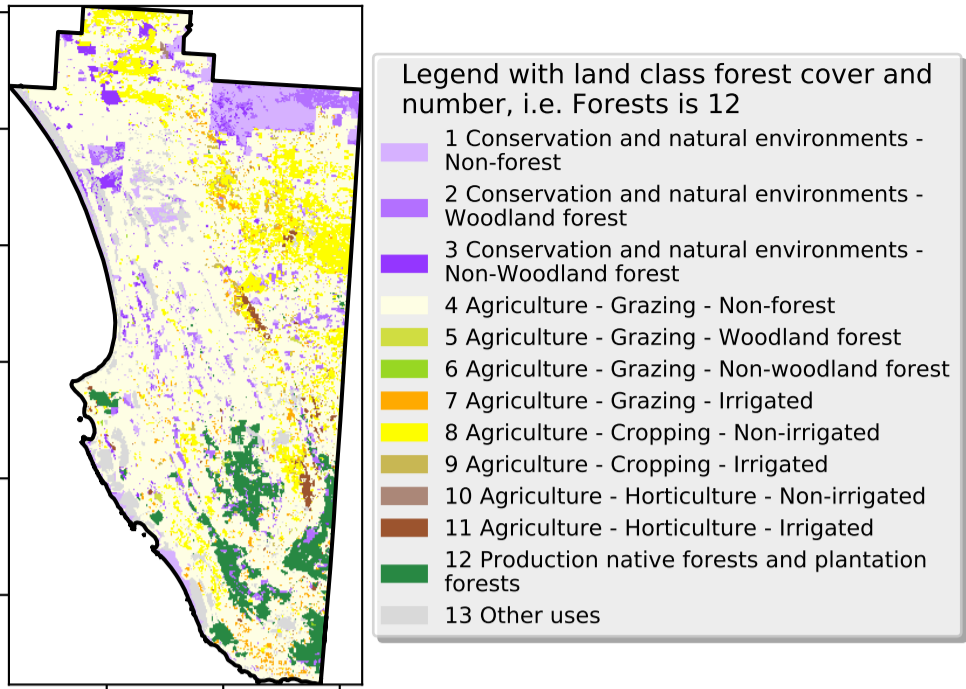 Legend with land class forest cover and
number, i.e. Forests is 12
1 Conservation and natural environments -
Non-forest
2 Conservation and natural environments -
Woodland forest
3 Conservation and natural environments -
Non-Woodland forest
4 Agriculture - Grazing - Non-forest
5 Agriculture - Grazing - Woodland forest
6 Agriculture - Grazing - Non-woodland forest
7 Agriculture - Grazing - Irrigated
8 Agriculture - Cropping - Non-irrigated
9 Agriculture - Cropping - Irrigated
10 Agriculture - Horticulture - Non-irrigated
11 Agriculture - Horticulture - Irrigated
12 Production native forests and plantation
forests
13 Other uses